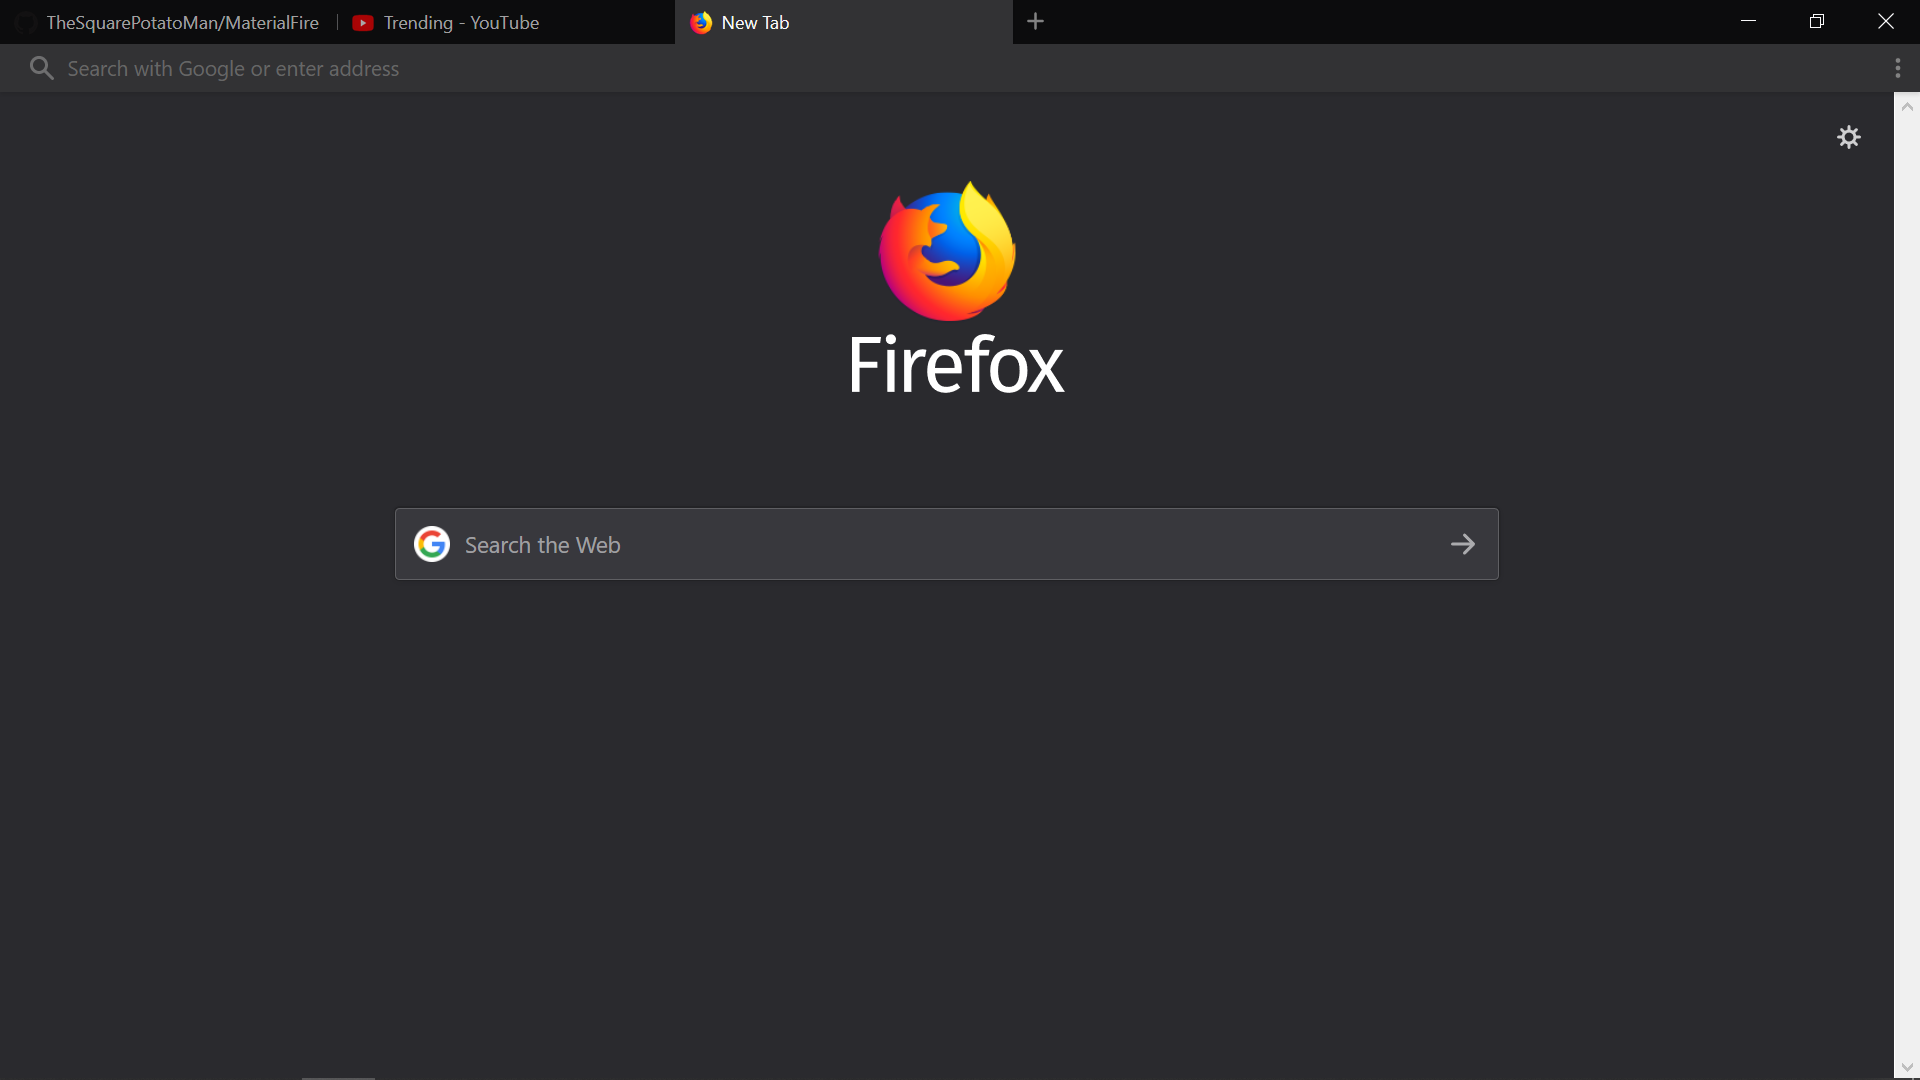 TheSquarePotatoMan/MaterialFire
Trending - YouTube
New Tab
Search with Google or enter address
Firefox
Search the Web